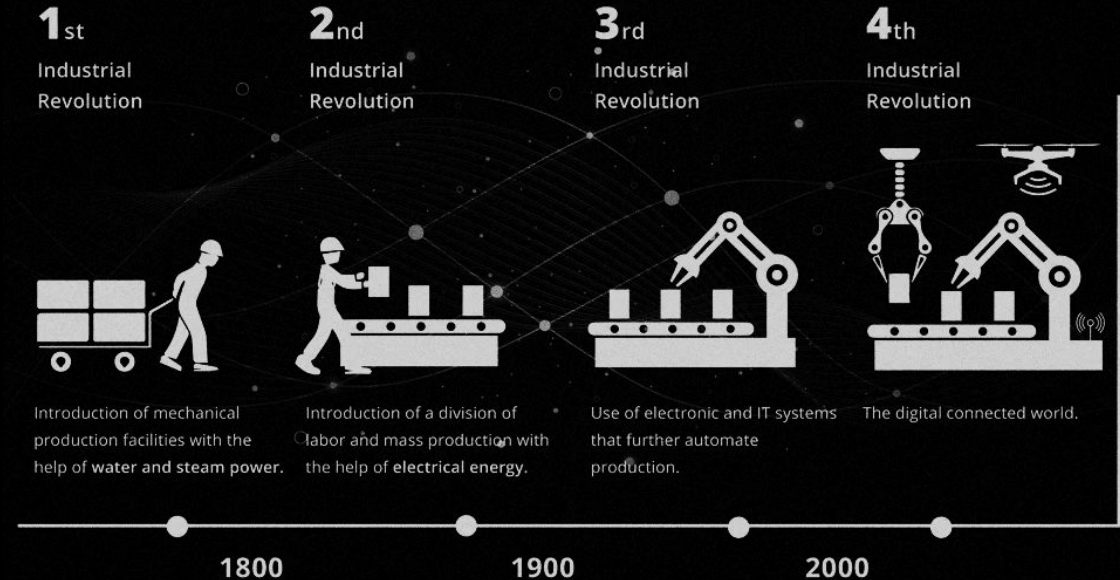 1st
Industrial
Revolution
Introduction of mechanical
production facilities with the
help of water and steam power.
2nd
Industrial
Revolution
Introduction of a division of
labor and mass production with
the help of electrical energy.
3rd
Industrial
Revolution
Use of electronic and IT systems
that further automate
production.
4th
Industrial
Revolution
The digital connected world.
1800
1900
2000